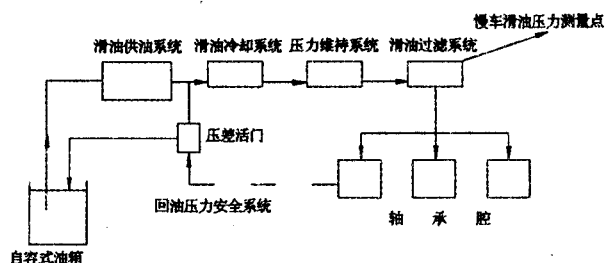 慢车滑油压力测量点
滑油供油系统 滑油冷却系统 压力维持系统 滑油过滤系统
压差活门
回油压力安全系统
轴 承 腔
自容式油箱